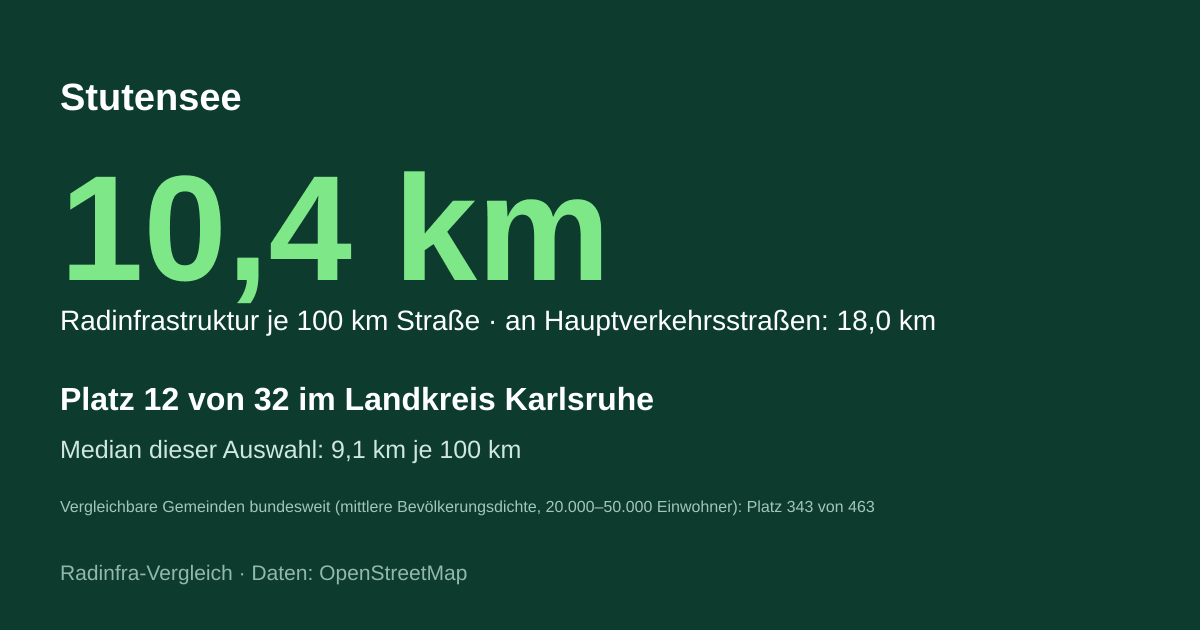 Stutensee
10,4 km
Radinfrastruktur je 100 km Straße · an Hauptverkehrsstraßen: 18,0 km
Platz 12 von 32 im Landkreis Karlsruhe
Median dieser Auswahl: 9,1 km je 100 km
Vergleichbare Gemeinden bundesweit (mittlere Bevölkerungsdichte, 20.000–50.000 Einwohner): Platz 343 von 463
Radinfra-Vergleich · Daten: OpenStreetMap